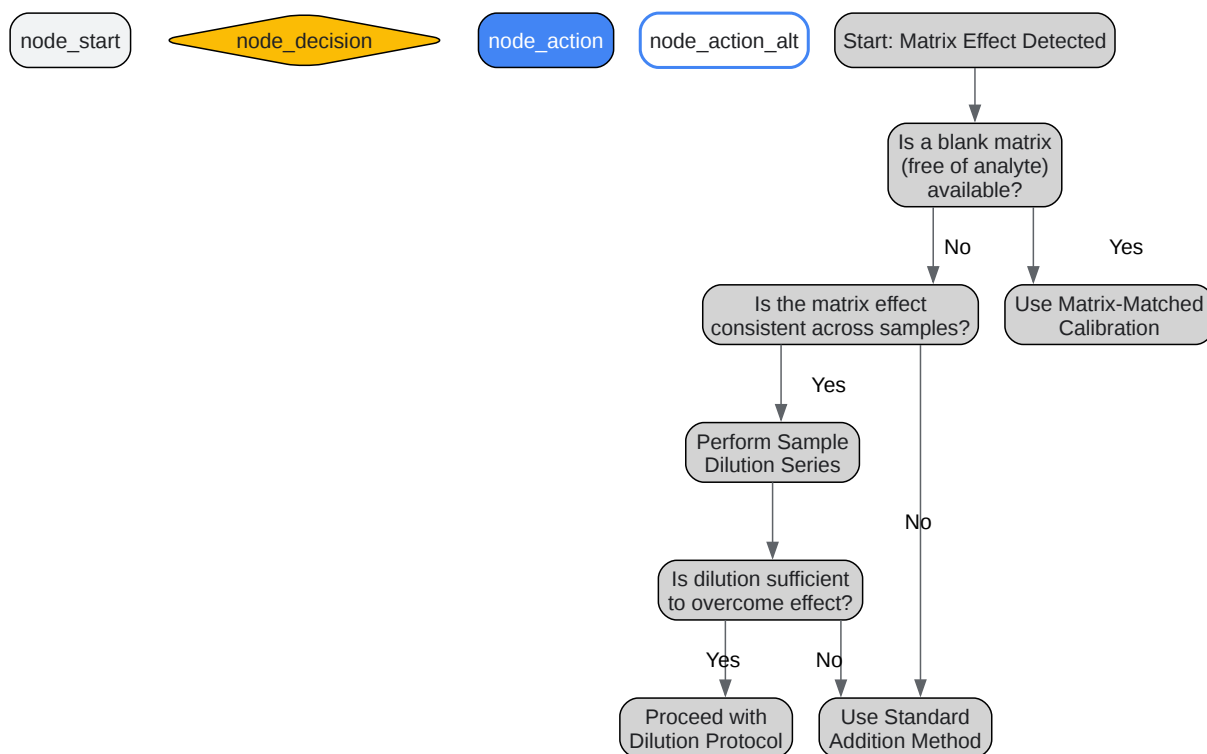 node_start
node_decision
node_action
node_action_alt
Start: Matrix Effect Detected
Is a blank matrix
(free of analyte)
available?
No
Yes
Is the matrix effect
consistent across samples?
Use Matrix-Matched
Calibration
Yes
Perform Sample
Dilution Series
No
Is dilution sufficient
to overcome effect?
Yes
No
Proceed with
Dilution Protocol
Use Standard
Addition Method